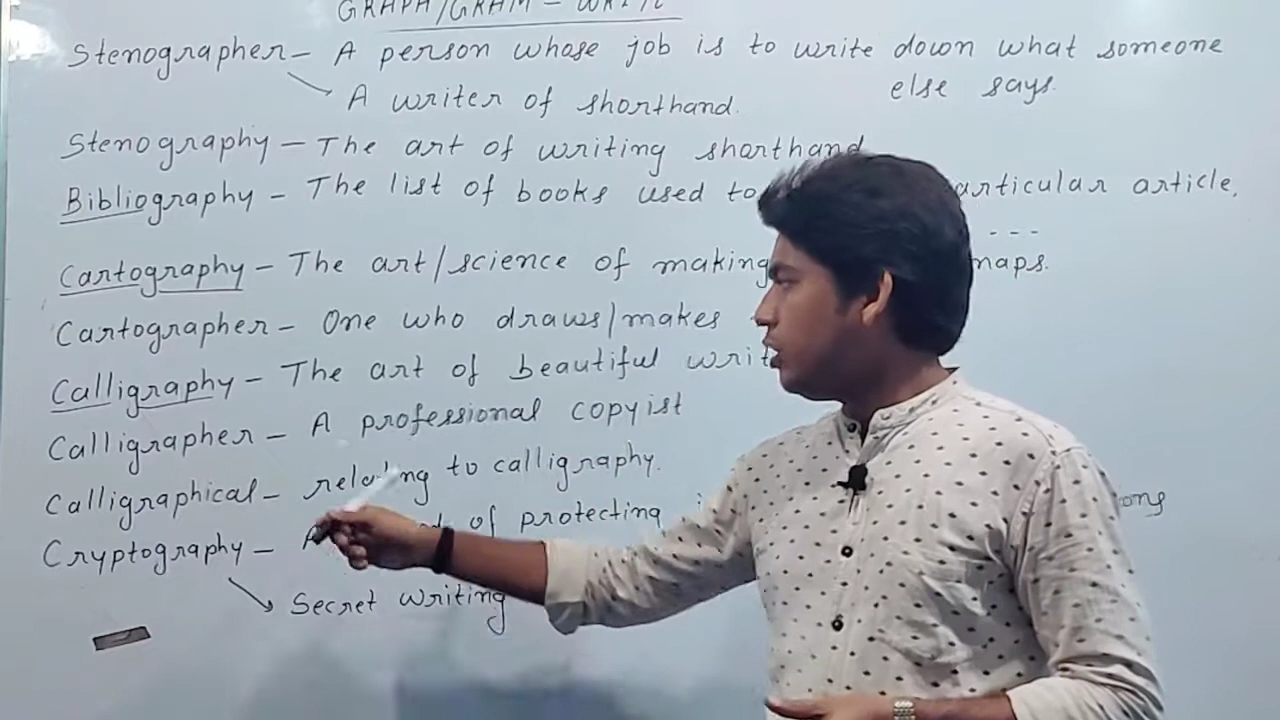 GRAPH/GRAM - WRITE
Stenographer - A person whose job is to write down what someone
else says.
A writer of shorthand.
Stenography - The art of writing shorthand
Bibliography - The list of books used to articular article,
---
Cartography - The art/science of making maps.
Cartographer - One who draws/makes
Calligraphy - The art of beautiful writ
Calligrapher - A professional copyist
Calligraphical - relating to calligraphy.
Cryptography - A of protecting
Secret writing